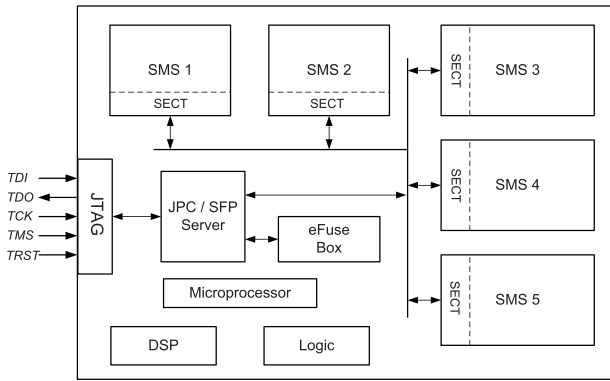 SMS 1
SECT
SMS 2
SECT
SECT
SMS 3
TDI
TDO
TCK
TMS
TRST
JTAG
JPC / SFP
Server
eFuse
Box
SECT
SMS 4
Microprocessor
SECT
SMS 5
DSP
Logic